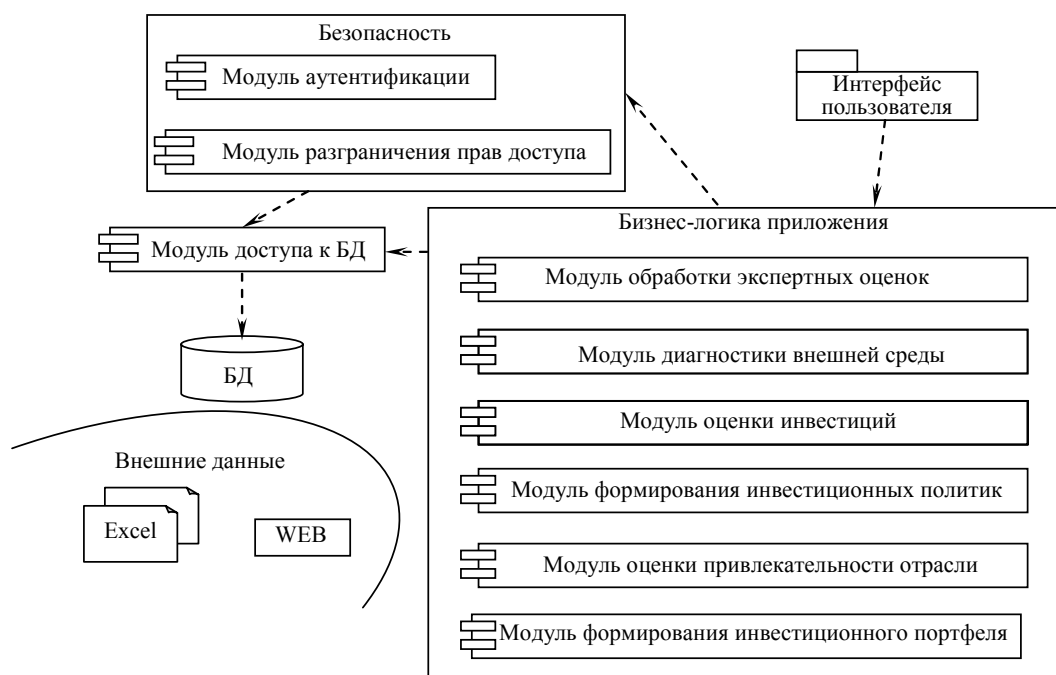 Безопасность
Модуль аутентификации
Модуль разграничения прав доступа
Интерфейс
пользователя
Модуль доступа к БД
БД
Бизнес-логика приложения
Модуль обработки экспертных оценок
Модуль диагностики внешней среды
Модуль оценки инвестиций
Модуль формирования инвестиционных политик
Модуль оценки привлекательности отрасли
Модуль формирования инвестиционного портфеля
Внешние данные
Excel
WEB